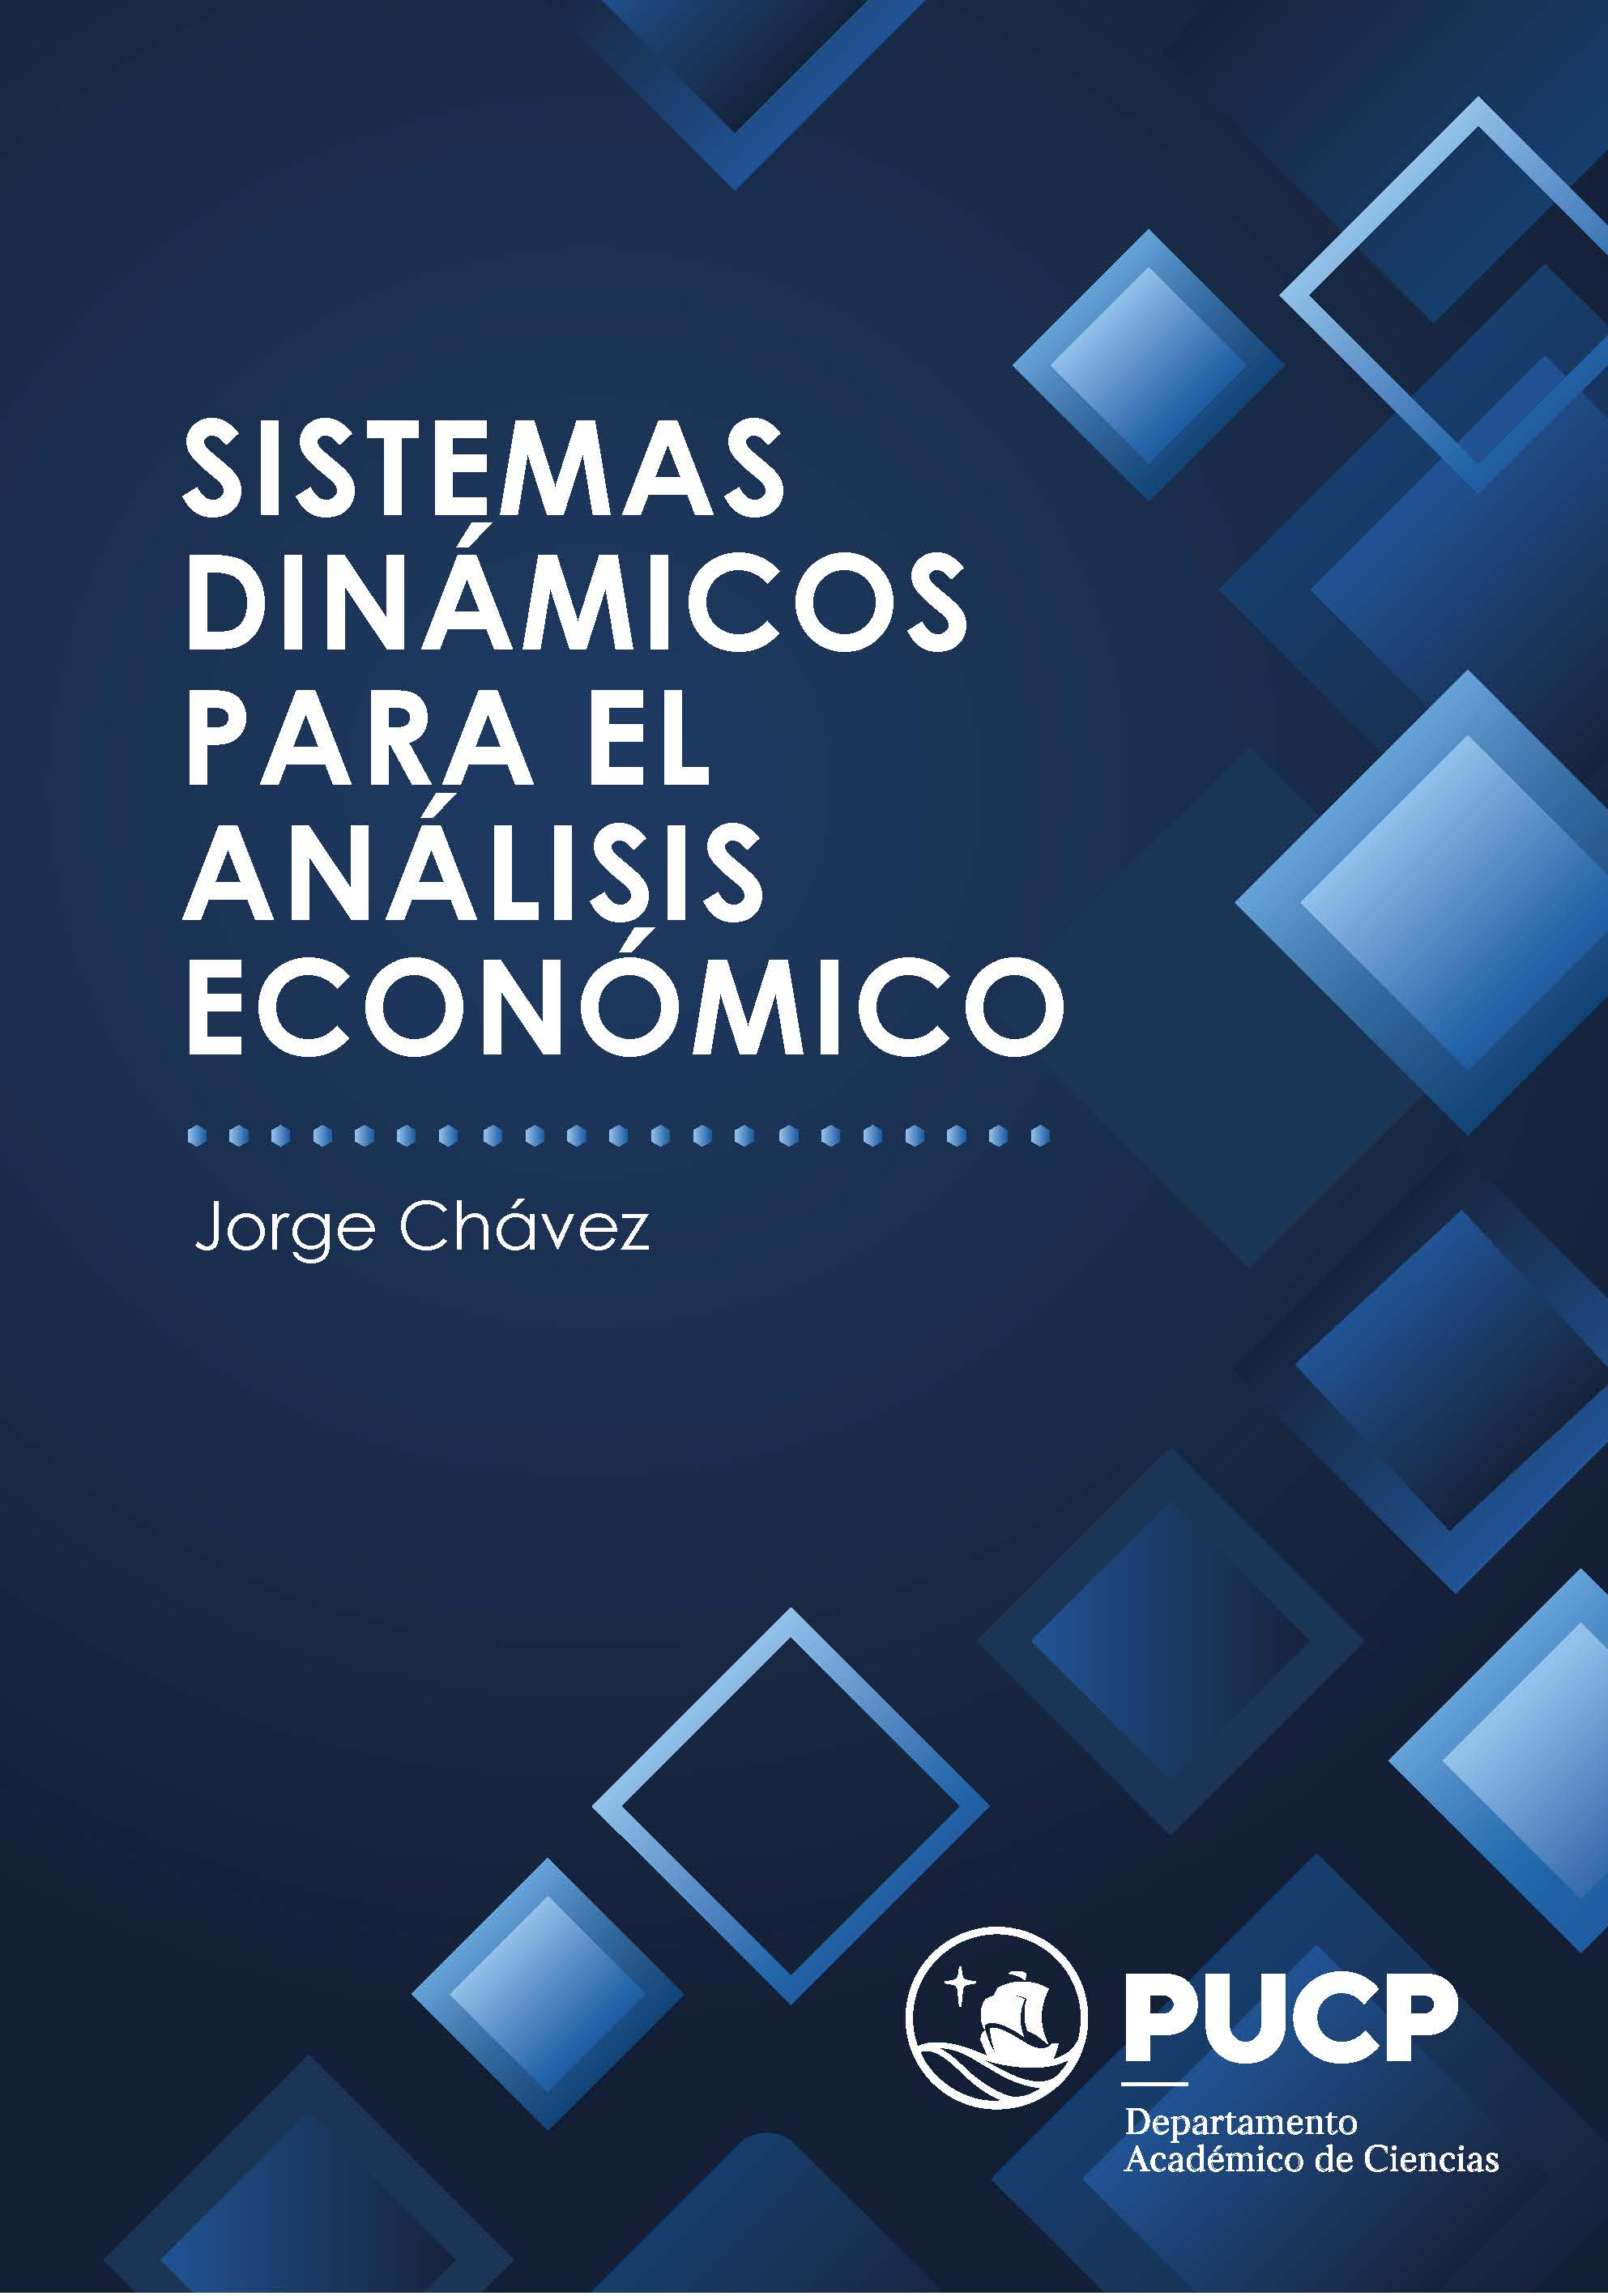 SISTEMAS
DINÁMICOS
PARA EL
ANÁLISIS
ECONÓMICO
Jorge Chávez
PUCP
Departamento
Académico de Ciencias